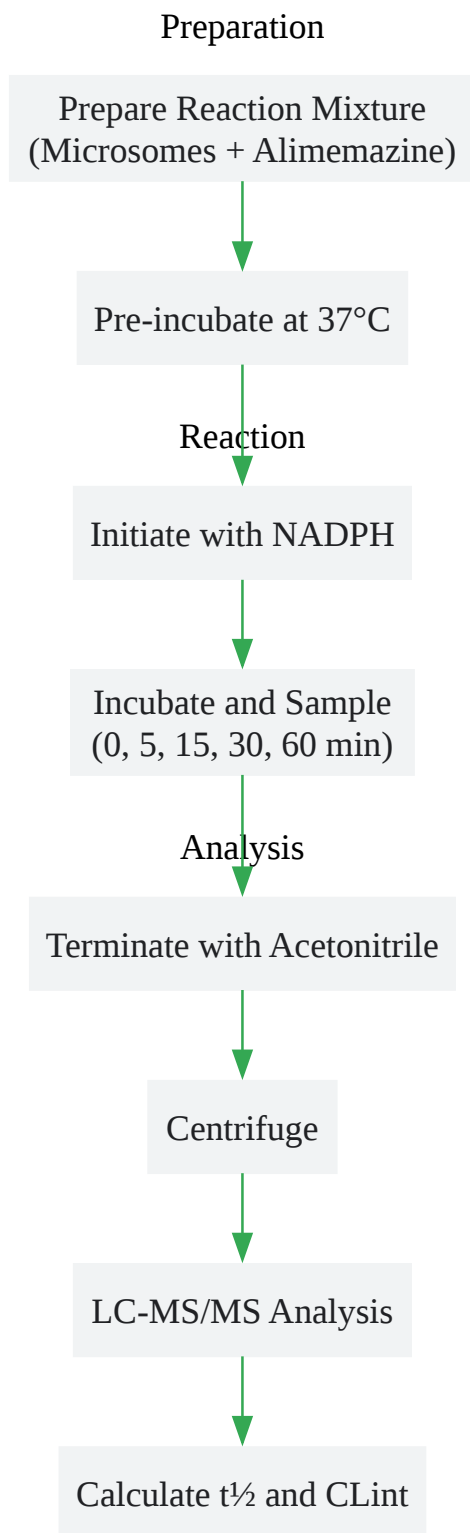 Preparation
Prepare Reaction Mixture
(Microsomes + Alimemazine)
Pre-incubate at 37°C
Reaction
Initiate with NADPH
Incubate and Sample
(0, 5, 15, 30, 60 min)
Analysis
Terminate with Acetonitrile
Centrifuge
LC-MS/MS Analysis
Calculate t½ and CLint